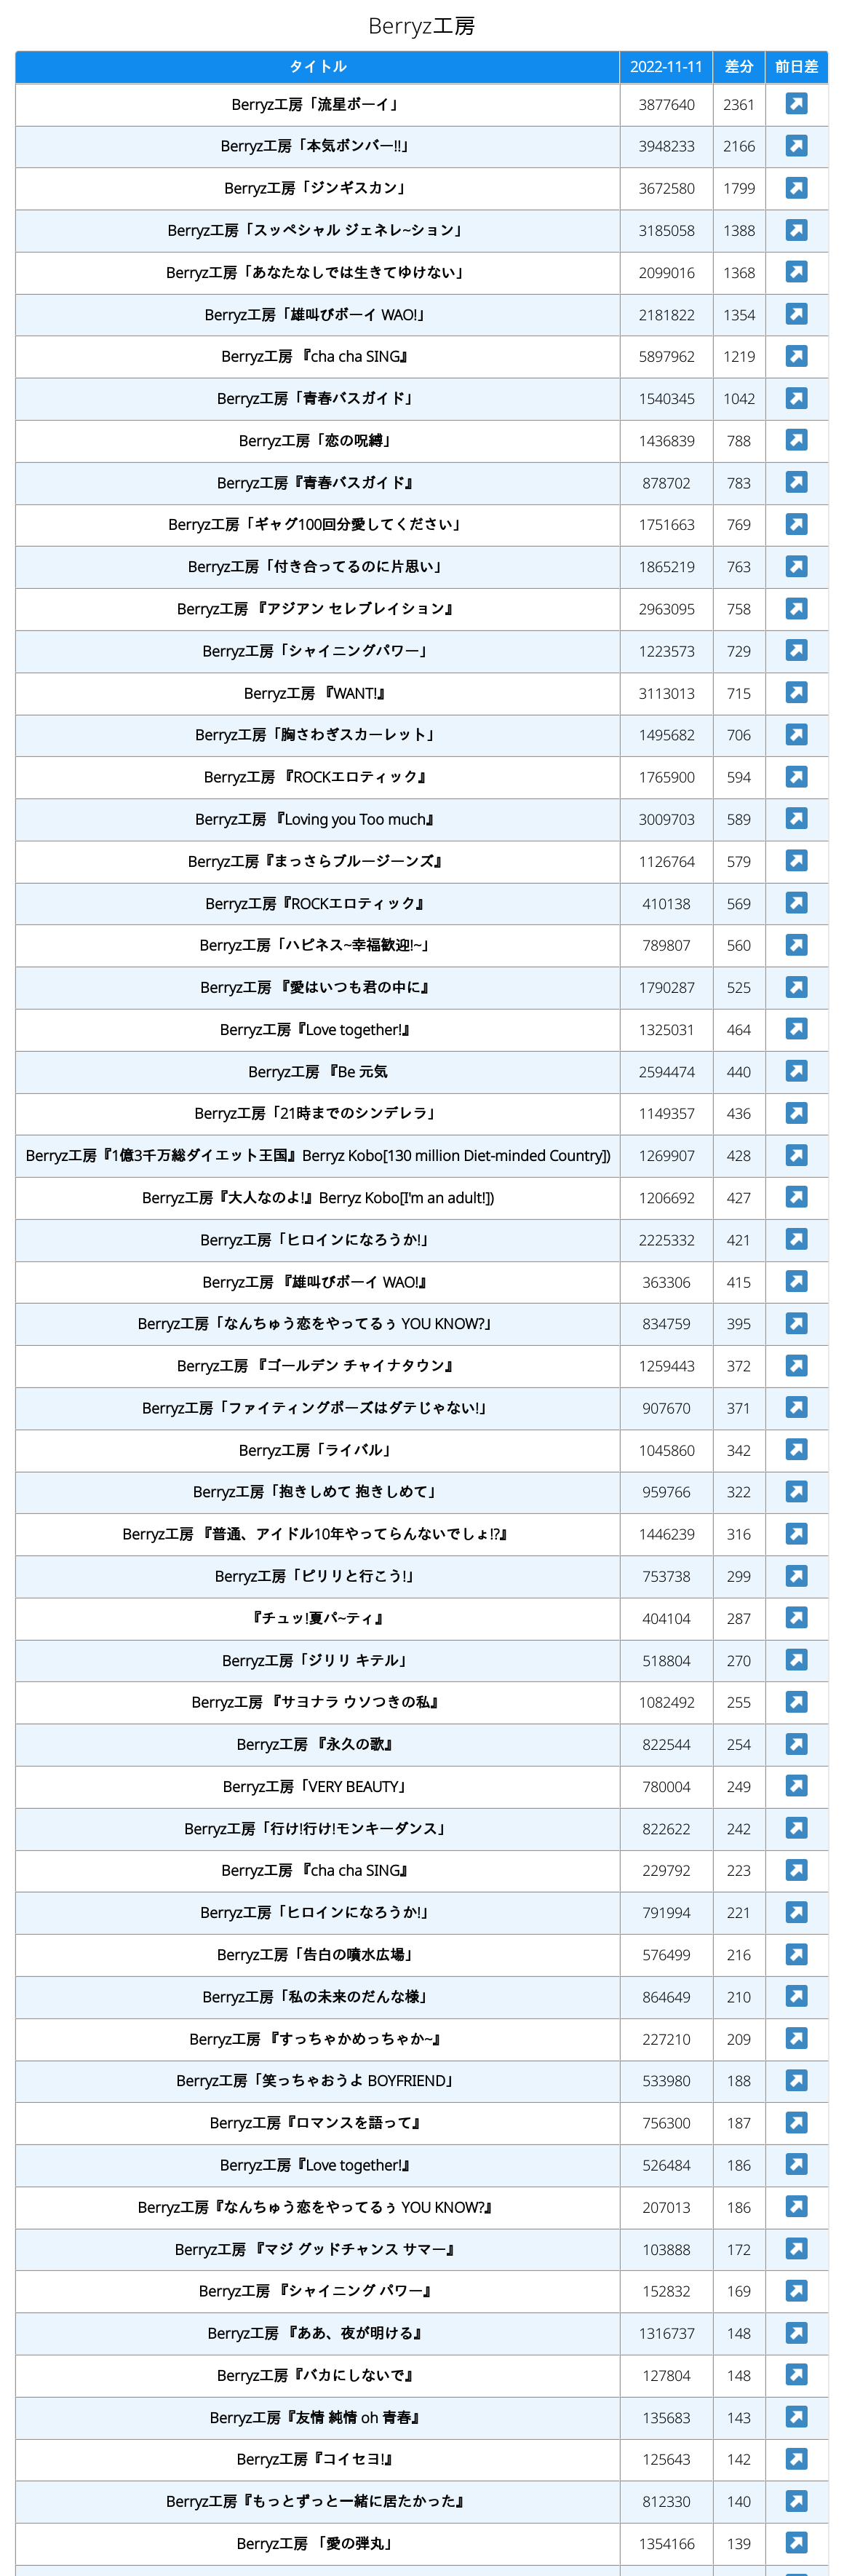 Berryz工房
タイトル 2022-11-11 差分 前日差
Berryz工房「流星ボーイ」 3877640 2361
Berryz工房「本気ボンバー!!」 3948233 2166
Berryz工房「ジンギスカン」 3672580 1799
Berryz工房「スッペシャル ジェネレ~ション」 3185058 1388
Berryz工房「あなたなしでは生きてゆけない」 2099016 1368
Berryz工房「雄叫びボーイ WAO!」 2181822 1354
Berryz工房 『cha cha SING』 5897962 1219
Berryz工房「青春バスガイド」 1540345 1042
Berryz工房「恋の呪縛」 1436839 788
Berryz工房『青春バスガイド』 878702 783
Berryz工房「ギャグ100回分愛してください」 1751663 769
Berryz工房「付き合ってるのに片思い」 1865219 763
Berryz工房 『アジアン セレブレイション』 2963095 758
Berryz工房「シャイニングパワー」 1223573 729
Berryz工房 『WANT!』 3113013 715
Berryz工房「胸さわぎスカーレット」 1495682 706
Berryz工房 『ROCKエロティック』 1765900 594
Berryz工房 『Loving you Too much』 3009703 589
Berryz工房『まっさらブルージーンズ』 1126764 579
Berryz工房『ROCKエロティック』 410138 569
Berryz工房「ハピネス~幸福歓迎!~」 789807 560
Berryz工房 『愛はいつも君の中に』 1790287 525
Berryz工房『Love together!』 1325031 464
Berryz工房 『Be 元気 2594474 440
Berryz工房「21時までのシンデレラ」 1149357 436
Berryz工房『1億3千万総ダイエット王国』Berryz Kobo[130 million Diet-minded Country]) 1269907 428
Berryz工房『大人なのよ!』Berryz Kobo[I'm an adult!]) 1206692 427
Berryz工房「ヒロインになろうか!」 2225332 421
Berryz工房 『雄叫びボーイ WAO!』 363306 415
Berryz工房「なんちゅう恋をやってるぅ YOU KNOW?」 834759 395
Berryz工房 『ゴールデン チャイナタウン』 1259443 372
Berryz工房「ファイティングポーズはダテじゃない!」 907670 371
Berryz工房「ライバル」 1045860 342
Berryz工房「抱きしめて 抱きしめて」 959766 322
Berryz工房 『普通、アイドル10年やってらんないでしょ!?』 1446239 316
Berryz工房「ピリリと行こう!」 753738 299
『チュッ!夏パ~ティ』 404104 287
Berryz工房「ジリリ キテル」 518804 270
Berryz工房 『サヨナラ ウソつきの私』 1082492 255
Berryz工房 『永久の歌』 822544 254
Berryz工房「VERY BEAUTY」 780004 249
Berryz工房「行け!行け!モンキーダンス」 822622 242
Berryz工房 『cha cha SING』 229792 223
Berryz工房「ヒロインになろうか!」 791994 221
Berryz工房「告白の噴水広場」 576499 216
Berryz工房「私の未来のだんな様」 864649 210
Berryz工房 『すっちゃかめっちゃか~』 227210 209
Berryz工房「笑っちゃおうよ BOYFRIEND」 533980 188
Berryz工房『ロマンスを語って』 756300 187
Berryz工房『Love together!』 526484 186
Berryz工房『なんちゅう恋をやってるぅ YOU KNOW?』 207013 186
Berryz工房 『マジ グッドチャンス サマー』 103888 172
Berryz工房 『シャイニング パワー』 152832 169
Berryz工房 『ああ、夜が明ける』 1316737 148
Berryz工房『バカにしないで』 127804 148
Berryz工房『友情 純情 oh 青春』 135683 143
Berryz工房『コイセヨ!』 125643 142
Berryz工房『もっとずっと一緒に居たかった』 812330 140
Berryz工房 「愛の弾丸」 1354166 139